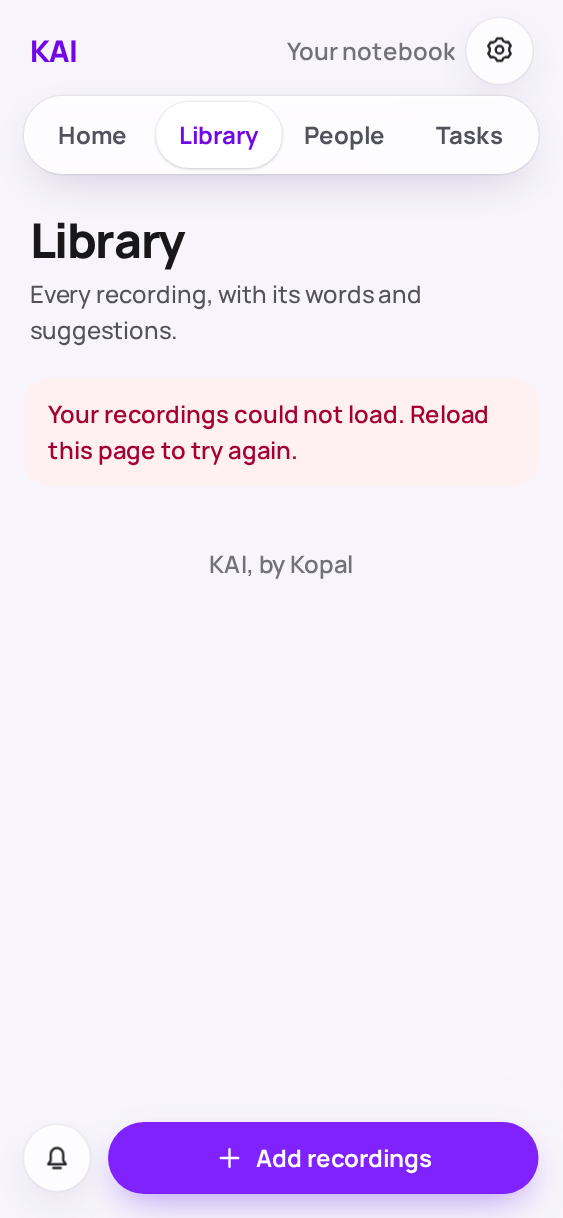 KAI
Your notebook
Home
Library
People
Tasks
Library
Every recording, with its words and
suggestions.
Your recordings could not load. Reload
this page to try again.
KAI, by Kopal
Add recordings